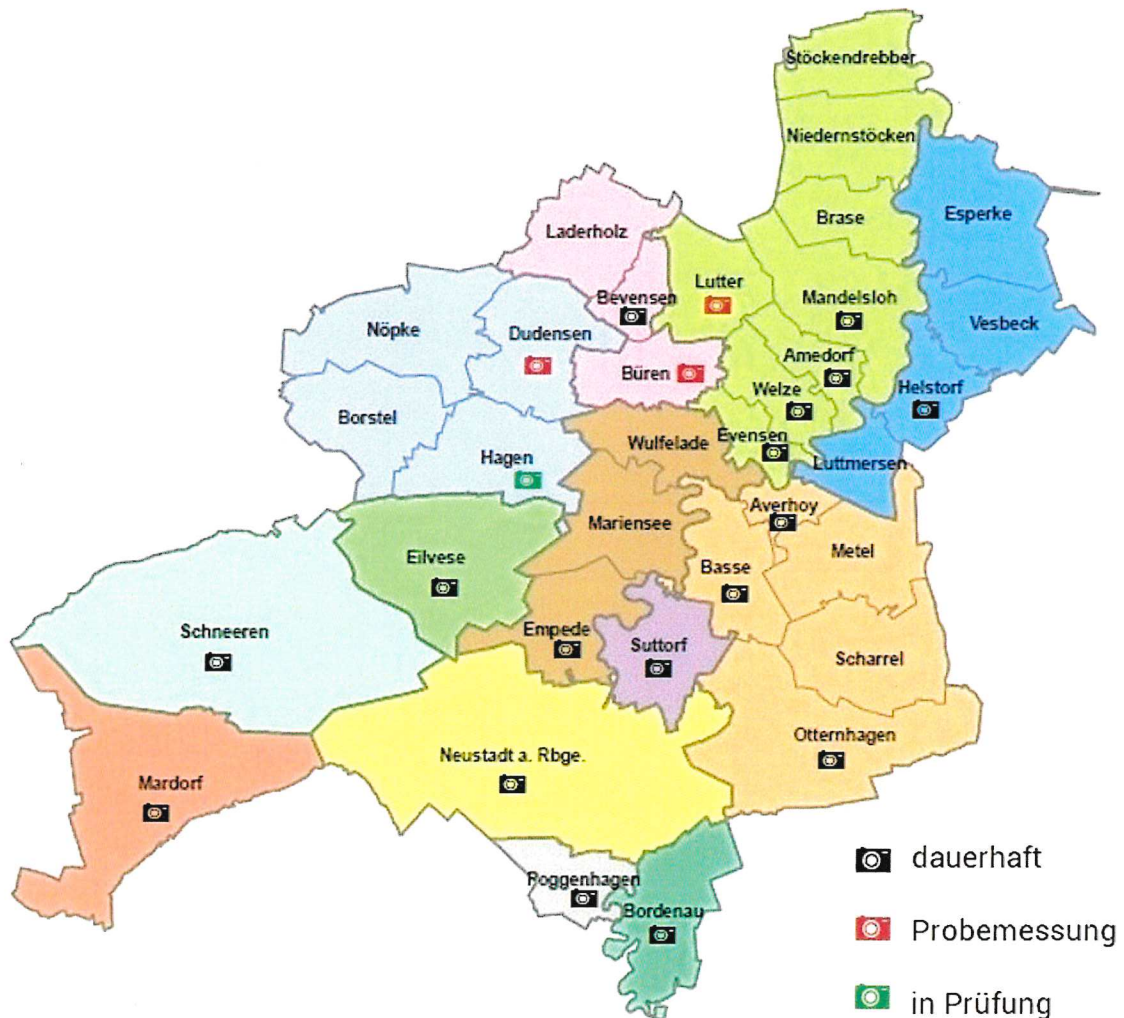 Stöckendrebber
Niedernstöcken
Esperke
Brase
Laderholz
Lutter
Mandelsloh
Bevensen
Vesbeck
Nöpke
Dudensen
Amedorf
Büren
Welze
Helstorf
Borstel
Wulfelade
Evensen
Hagen
Luttmersen
Averhoy
Mariensee
Metel
Eilvese
Basse
Schneeren
Empede
Suttorf
Scharrel
Otternhagen
Neustadt a. Rbge.
Mardorf
dauerhaft
Poggenhagen
Bordenau
Probemessung
in Prüfung